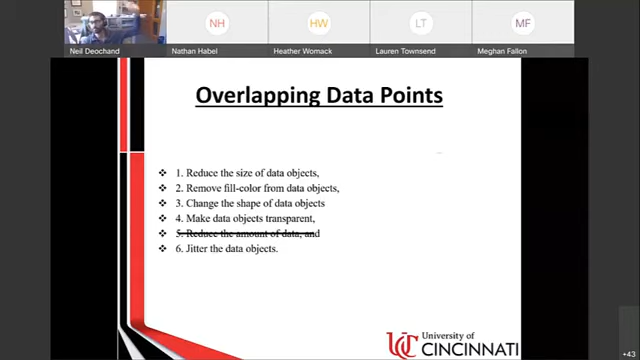 NH
HW
LT
MF
Neil Deochand
Nathan Habel
Heather Womack
Lauren Townsend
Meghan Fallon
Overlapping Data Points
1. Reduce the size of data objects,
2. Remove fill-color from data objects,
3. Change the shape of data objects
4. Make data objects transparent,
5. Reduce the amount of data, and
6. Jitter the data objects.
UC
University of
CINCINNATI
+43